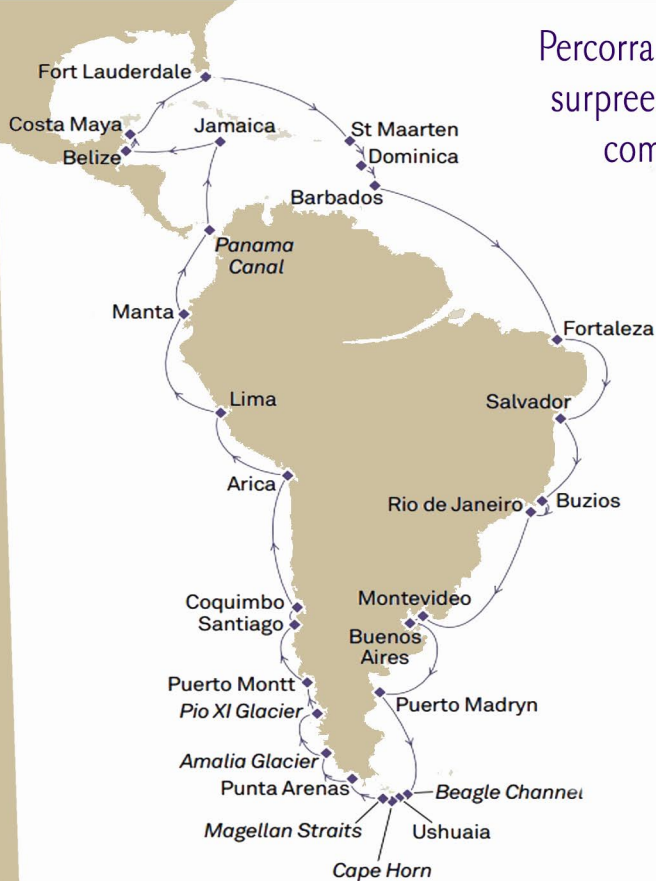 Percorra
surpree
com
Fort Lauderdale
Costa Maya
Jamaica
St Maarten
Belize
Dominica
Barbados
Panama
Canal
Manta
Fortaleza
Lima
Salvador
Arica
Rio de Janeiro
Buzios
Coquimbo
Santiago
Montevideo
Buenos
Aires
Puerto Montt
Puerto Madryn
Pio XI Glacier
Amalia Glacier
Punta Arenas
Beagle Channel
Magellan Straits
Ushuaia
Cape Horn